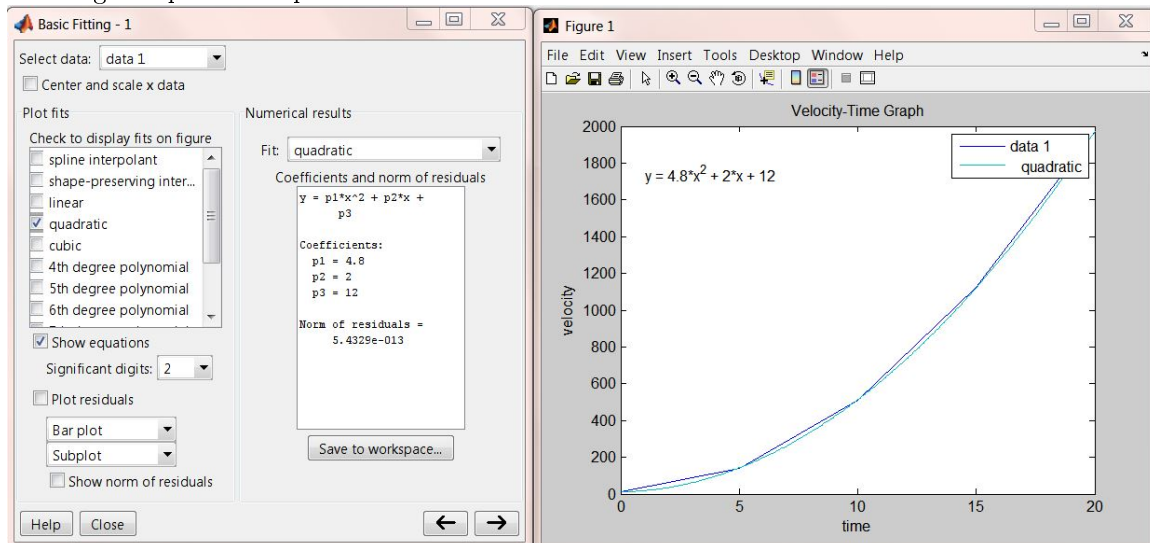 Basic Fitting - 1
Select data: data 1
Center and scale x data
Plot fits
Check to display fits on figure
spline interpolant
shape-preserving inter...
linear
quadratic
cubic
4th degree polynomial
5th degree polynomial
6th degree polynomial
Show equations
Significant digits: 2
Plot residuals
Bar plot
Subplot
Show norm of residuals
Help Close
Numerical results
Fit: quadratic
Coefficients and norm of residuals
y = p1*x^2 + p2*x +
p3
Coefficients:
p1 = 4.8
p2 = 2
p3 = 12
Norm of residuals =
5.4329e-013
Save to workspace...
Figure 1
File Edit View Insert Tools Desktop Window Help
Velocity-Time Graph
data 1
quadratic
y = 4.8*x² + 2*x + 12
2000
1800
1600
1400
1200
1000
800
600
400
200
0
velocity
0 5 10 15 20
time